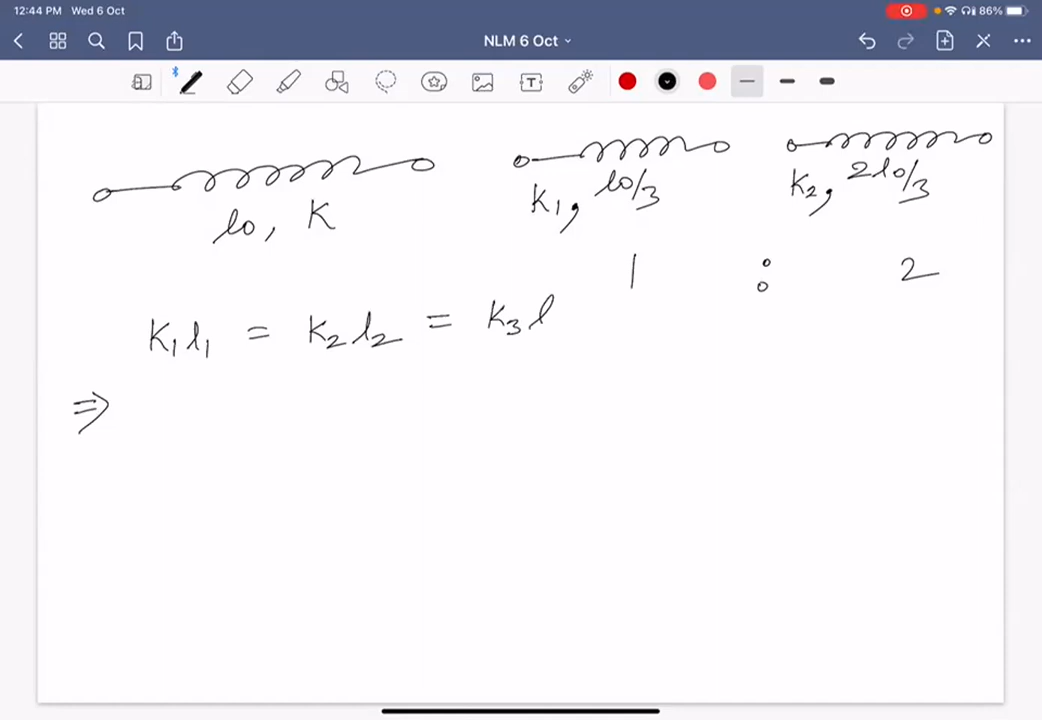 12:44 PM Wed 6 Oct
86%
NLM 6 Oct
T
l0, K
K1, l0/3
K2, 2l0/3
1 : 2
K1l1 = K2l2 = K3l
⇒